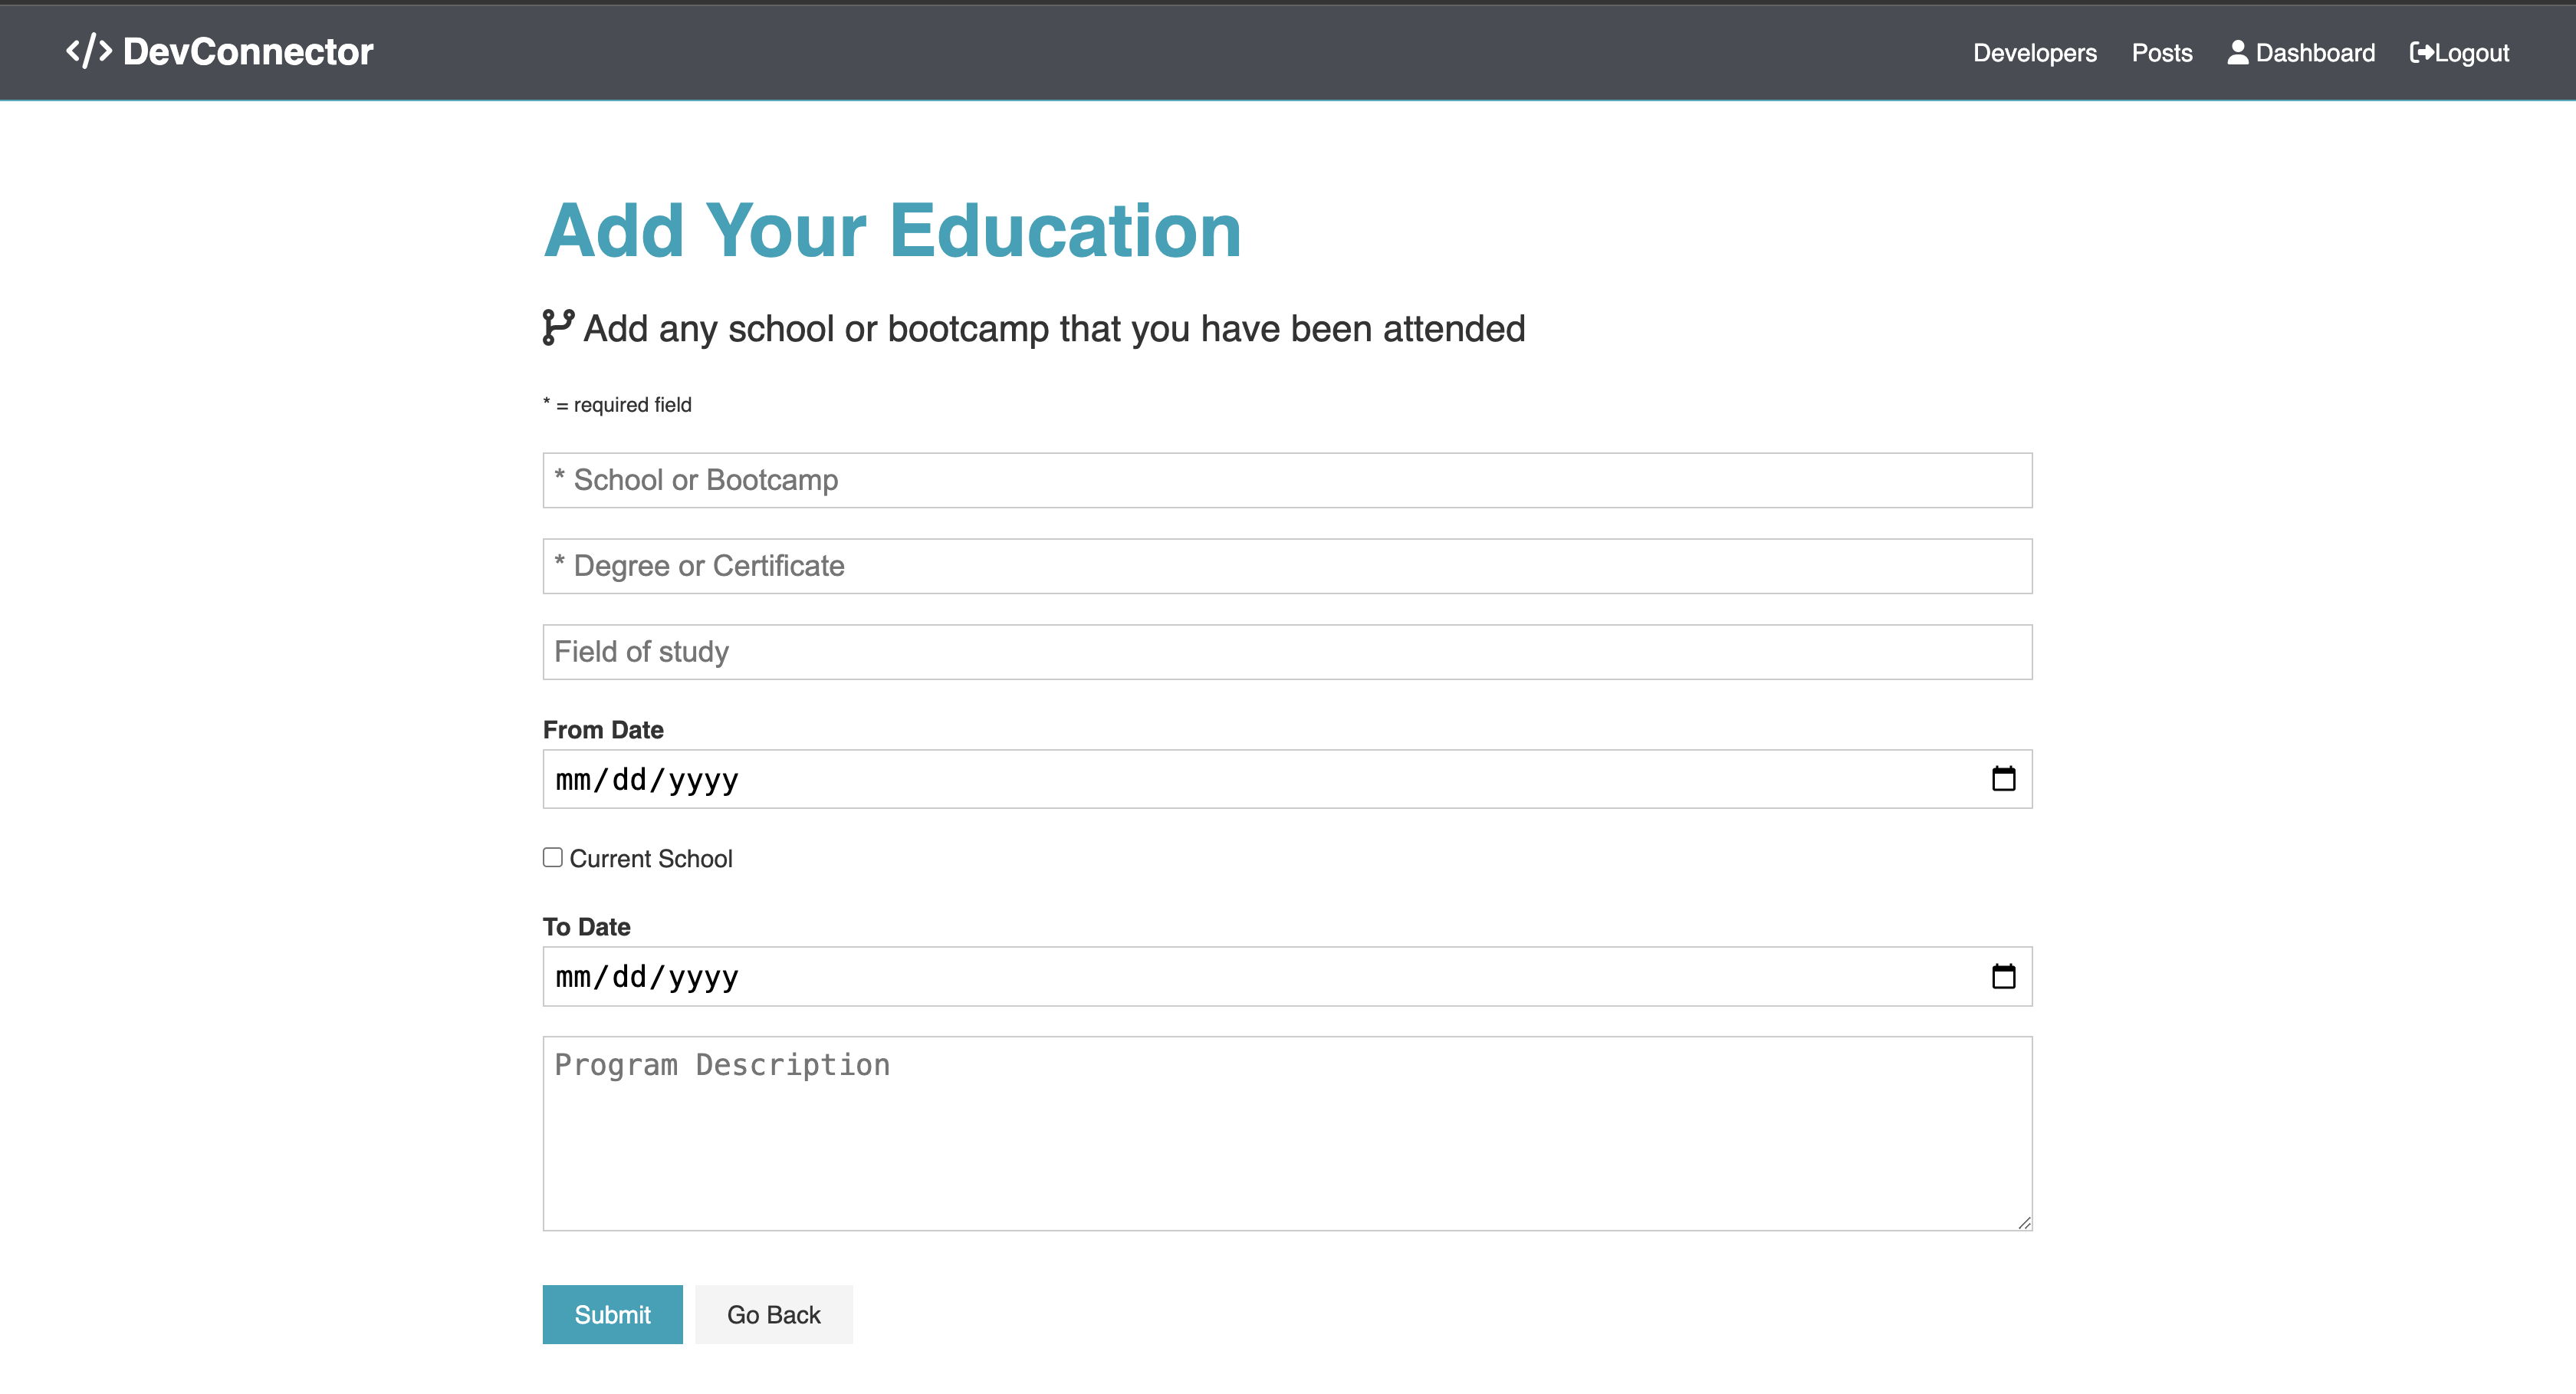 </> DevConnector
Developers Posts Dashboard Logout
Add Your Education
Add any school or bootcamp that you have been attended
* = required field
* School or Bootcamp
* Degree or Certificate
Field of study
From Date
mm/dd/yyyy
Current School
To Date
mm/dd/yyyy
Program Description
Submit Go Back